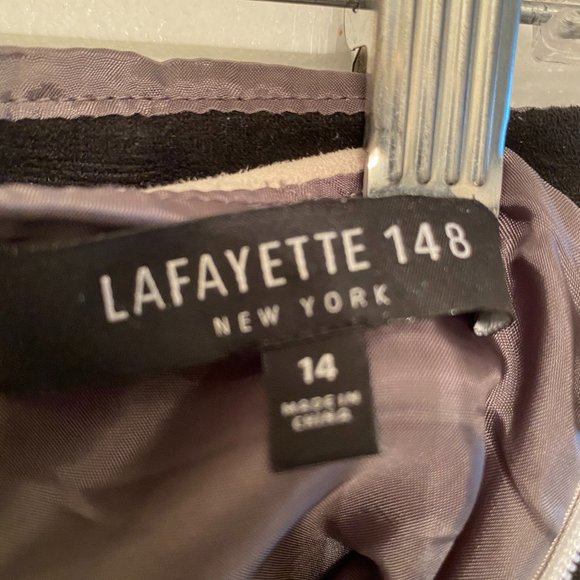 LAFAYETTE 148
NEW YORK
14
MADE IN
CHINA